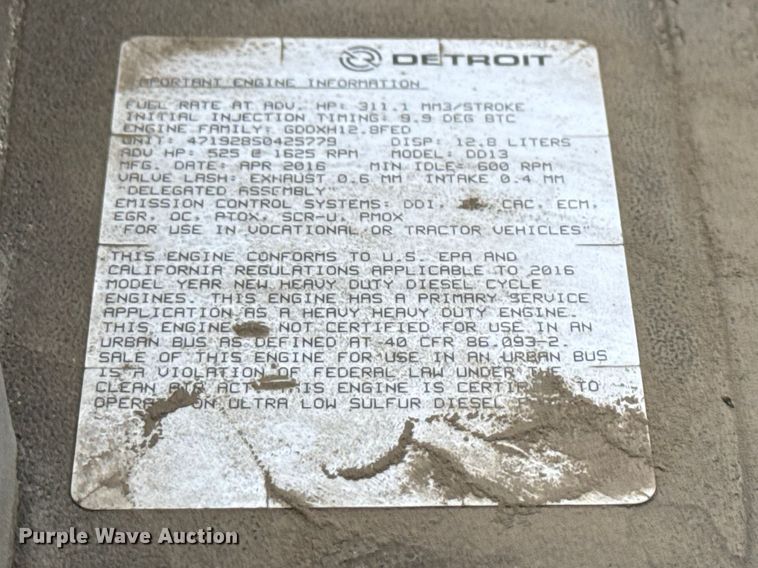 DETROIT
IMPORTANT ENGINE INFORMATION
FUEL RATE AT ADV. HP: 311.1 MM3/STROKE
INITIAL INJECTION TIMING: 9.9 DEG BTC
ENGINE FAMILY: GDDXH12.8FED
UNIT: 471928S0425779 DISP: 12.8 LITERS
ADV HP: 525 @ 1625 RPM MODEL: DD13
MFG. DATE: APR 2016 MIN IDLE: 600 RPM
VALVE LASH: EXHAUST 0.6 MM INTAKE 0.4 MM
"DELEGATED ASSEMBLY"
EMISSION CONTROL SYSTEMS: DDI, CAC, ECM,
EGR, OC, PTOX, SCR-U, PMOX
"FOR USE IN VOCATIONAL OR TRACTOR VEHICLES"
THIS ENGINE CONFORMS TO U.S. EPA AND
CALIFORNIA REGULATIONS APPLICABLE TO 2016
MODEL YEAR NEW HEAVY DUTY DIESEL CYCLE
ENGINES. THIS ENGINE HAS A PRIMARY SERVICE
APPLICATION AS A HEAVY HEAVY DUTY ENGINE.
THIS ENGINE NOT CERTIFIED FOR USE IN AN
URBAN BUS AS DEFINED AT 40 CFR 86.093-2.
SALE OF THIS ENGINE FOR USE IN AN URBAN BUS
IS A VIOLATION OF FEDERAL LAW UNDER THE
CLEAN AIR ACT. THIS ENGINE IS CERTIFIED TO
OPERATE ON ULTRA LOW SULFUR DIESEL
Purple Wave Auction